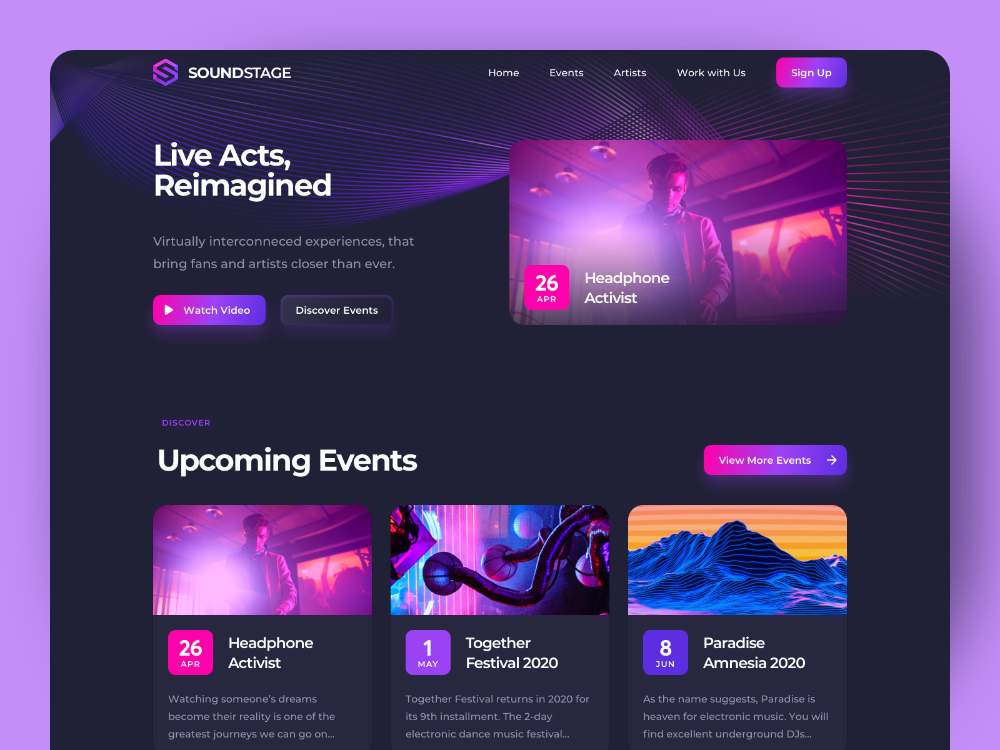 SOUNDSTAGE
Home
Events
Artists
Work with Us
Sign Up
Live Acts,
Reimagined
Virtually interconneced experiences, that
bring fans and artists closer than ever.
Watch Video
Discover Events
26
APR
Headphone
Activist
DISCOVER
Upcoming Events
View More Events
26
APR
Headphone
Activist
Watching someone's dreams
become their reality is one of the
greatest journeys we can go on...
1
MAY
Together
Festival 2020
Together Festival returns in 2020 for
its 9th installment. The 2-day
electronic dance music festival...
8
JUN
Paradise
Amnesia 2020
As the name suggests, Paradise is
heaven for electronic music. You will
find excellent underground DJs...